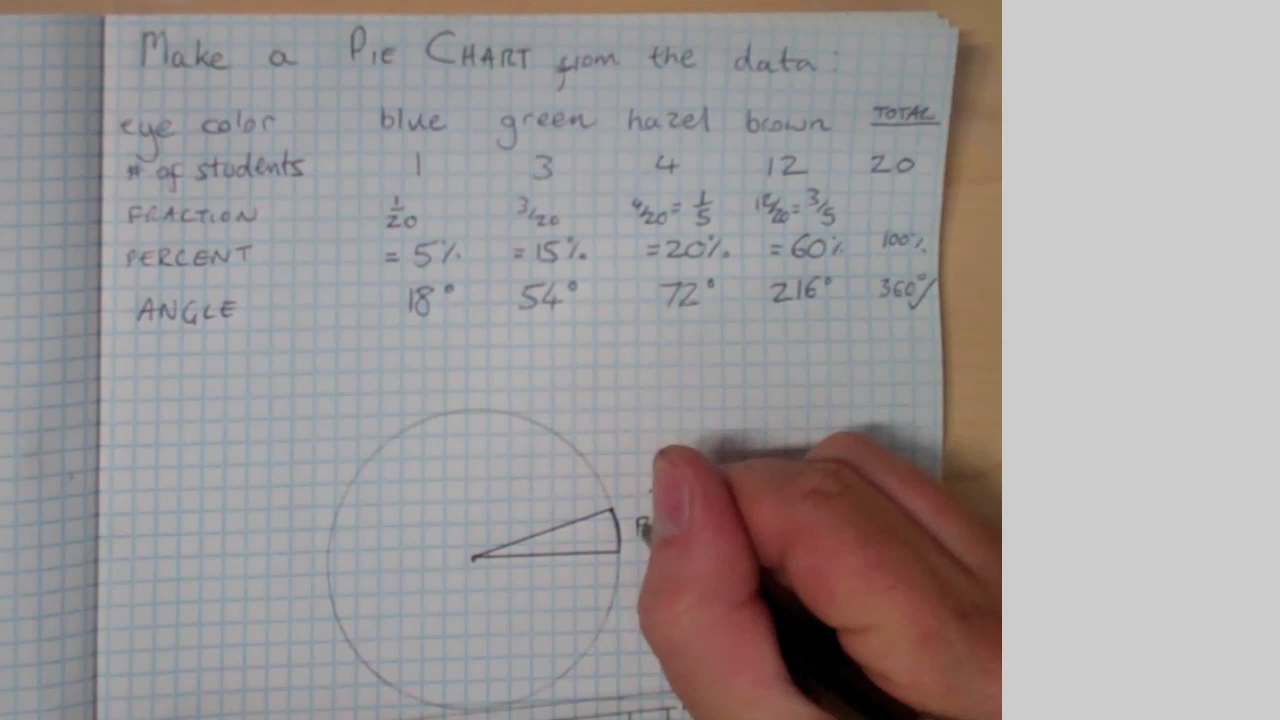 Make a PIE CHART from the data:
eye color blue green hazel brown TOTAL
# of students 1 3 4 12 20
FRACTION 1/20 3/20 4/20 = 1/5 12/20 = 3/5
PERCENT = 5% = 15% = 20% = 60% 100%
ANGLE 18° 54° 72° 216° 360°
B